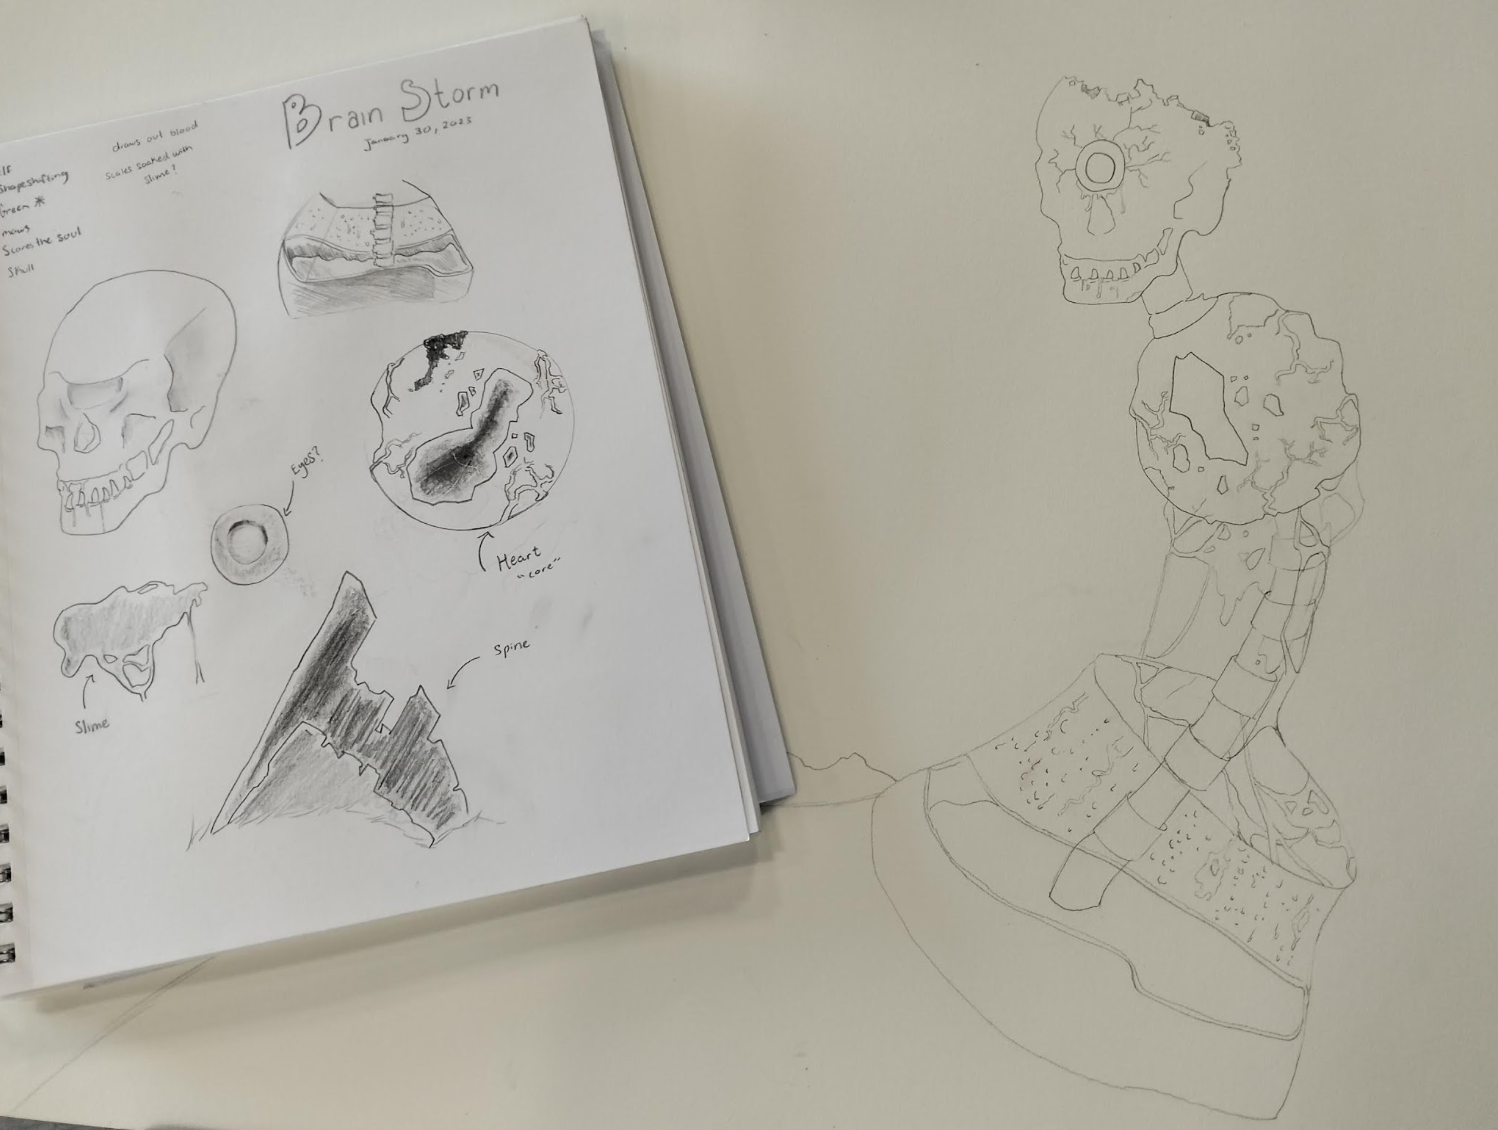 Brain Storm
January 30, 2023
draws out blood
Scales soaked with
Slime?
Shapeshifting
Green *
Scares the soul
Skull
Eyes?
Heart
"core"
Spine
Slime